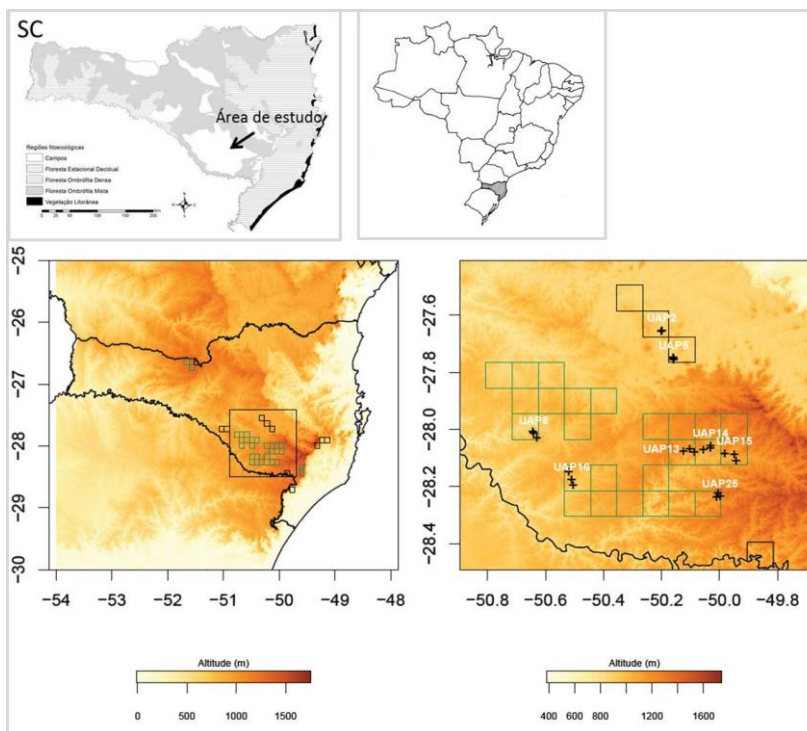 SC
Área de estudo
Regiões fitoecológicas
Campos
Floresta Estacional Decidual
Floresta Ombrófila Densa
Floresta Ombrófila Mista
Vegetação Litorânea
-25
-26
-27
-28
-29
-30
-54
-53
-52
-51
-50
-49
-48
Altitude (m)
0
500
1000
1500
-27.6
-27.8
-28.0
-28.2
-28.4
UAP2
UAP5
UAP8
UAP14
UAP13
UAP15
UAP16
UAP25
-50.8
-50.6
-50.4
-50.2
-50.0
-49.8
Altitude (m)
400
600
800
1200
1600